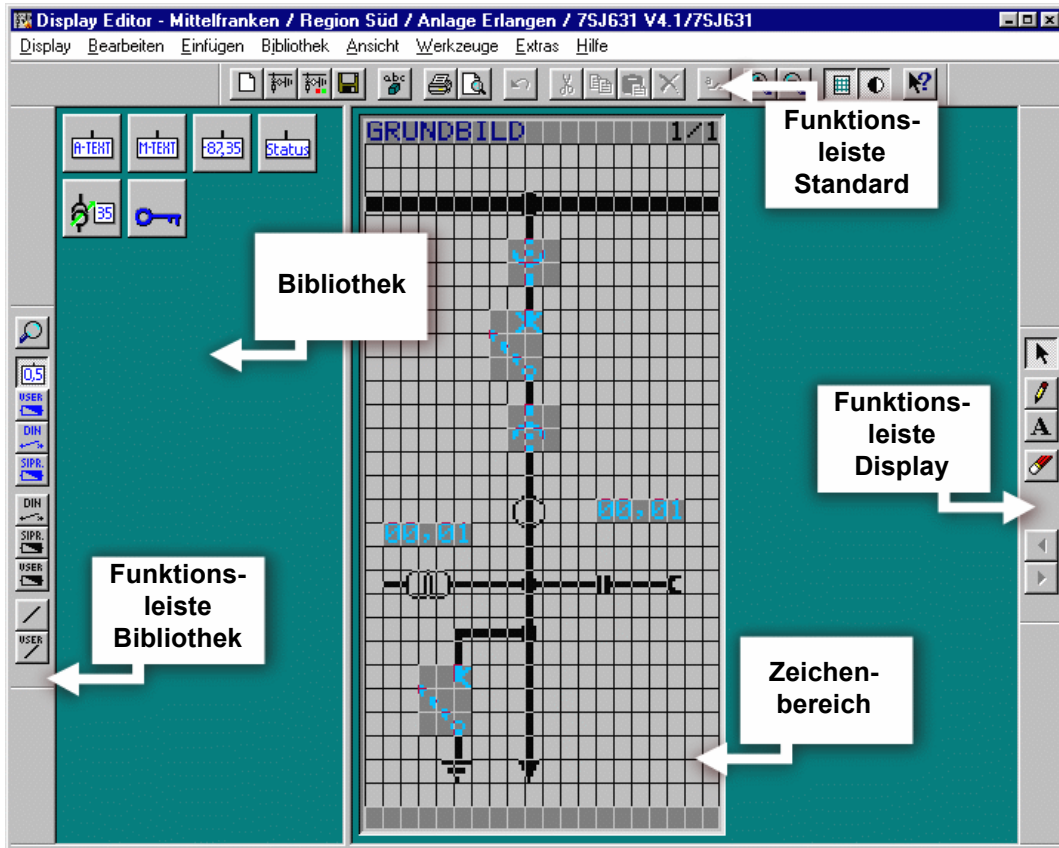 Display Editor - Mittelfranken / Region Süd / Anlage Erlangen / 7SJ631 V4.1/7SJ631
Display Bearbeiten Einfügen Bibliothek Ansicht Werkzeuge Extras Hilfe
abc
Funktions-
leiste
Standard
A-TEXT M-TEXT -87,35 Status
35
GRUNDBILD 1/1
Bibliothek
0,5
USER
DIN
SIPR.
DIN
SIPR.
USER
USER
A
Funktions-
leiste
Display
00,01
00,01
Funktions-
leiste
Bibliothek
Zeichen-
bereich